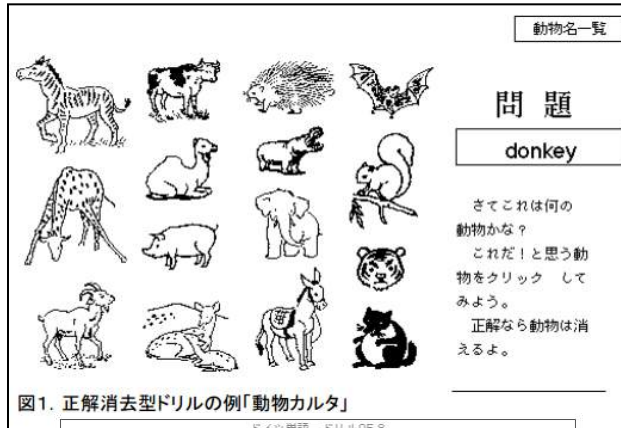 動物名一覧
問題
donkey
さてこれは何の
動物かな？
これだ！と思う動
物をクリック して
みよう。
正解なら動物は消
えるよ。
図1. 正解消去型ドリルの例「動物カルタ」